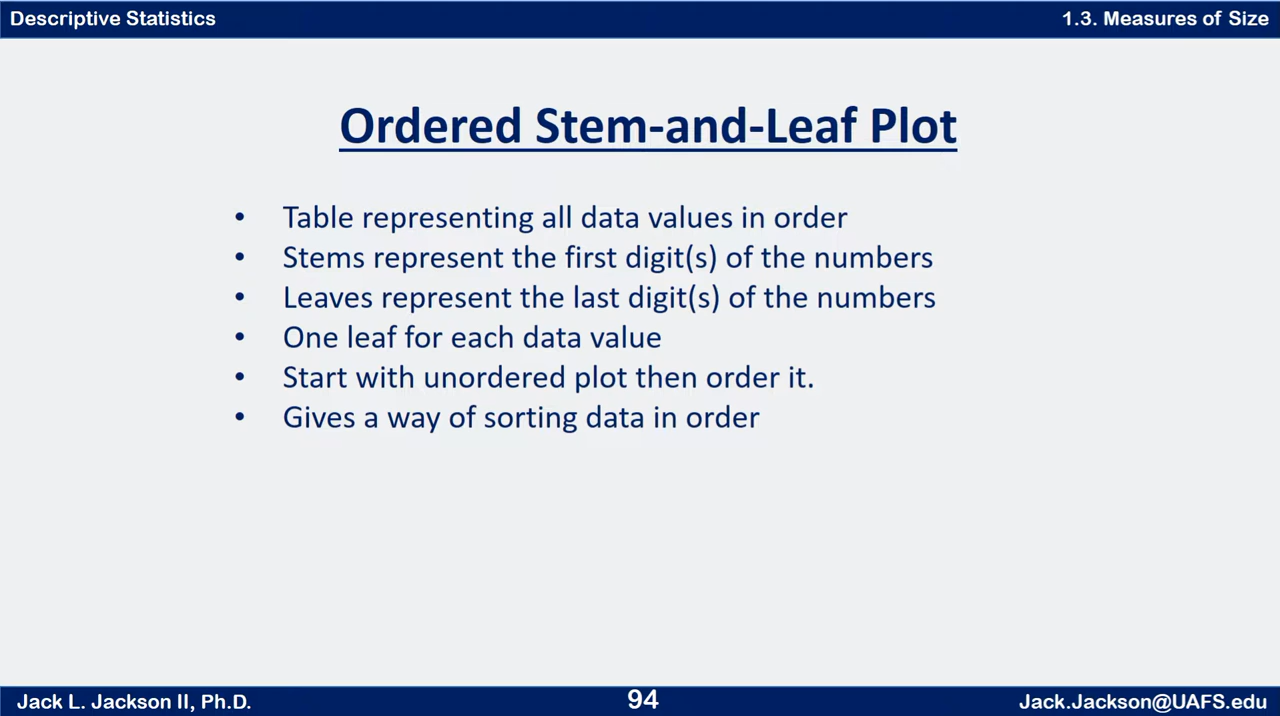 Descriptive Statistics
1.3. Measures of Size
Ordered Stem-and-Leaf Plot
• Table representing all data values in order
• Stems represent the first digit(s) of the numbers
• Leaves represent the last digit(s) of the numbers
• One leaf for each data value
• Start with unordered plot then order it.
• Gives a way of sorting data in order
Jack L. Jackson II, Ph.D.
94
Jack.Jackson@UAFS.edu